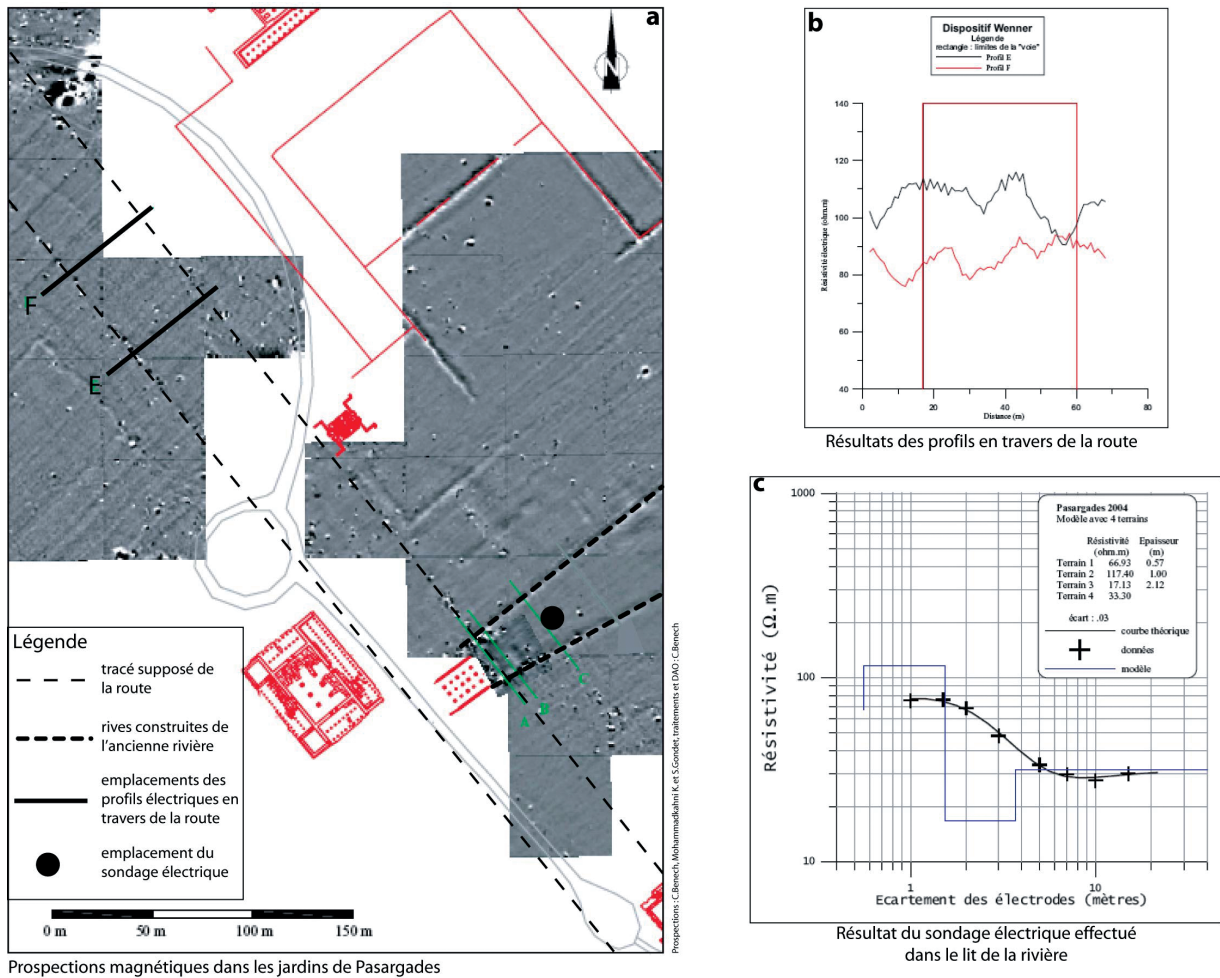 a
N
F
E
A
B
C
Légende
tracé supposé de
la route
rives construites de
l'ancienne rivière
emplacements des
profils électriques en
travers de la route
emplacement du
sondage électrique
0 m
50 m
100 m
150 m
Prospections : C.Benech, Mohammadkahni K. et S.Gondet, traitements et DAO : C.Benech
Prospections magnétiques dans les jardins de Pasargades
b
Dispositif Wenner
Légende
rectangle : limites de la "voie"
Profil E
Profil F
Résistivité électrique (ohm.m)
140
120
100
80
60
40
0
20
40
60
80
Distance (m)
Résultats des profils en travers de la route
c
Pasargades 2004
Modèle avec 4 terrains
Résistivité Epaisseur
(ohm.m) (m)
Terrain 1 66.93 0.57
Terrain 2 117.40 1.00
Terrain 3 17.13 2.12
Terrain 4 33.30
écart : .03
courbe théorique
données
modèle
Résistivité (Ω.m)
1000
100
10
1
10
Ecartement des électrodes (mètres)
Résultat du sondage électrique effectué
dans le lit de la rivière